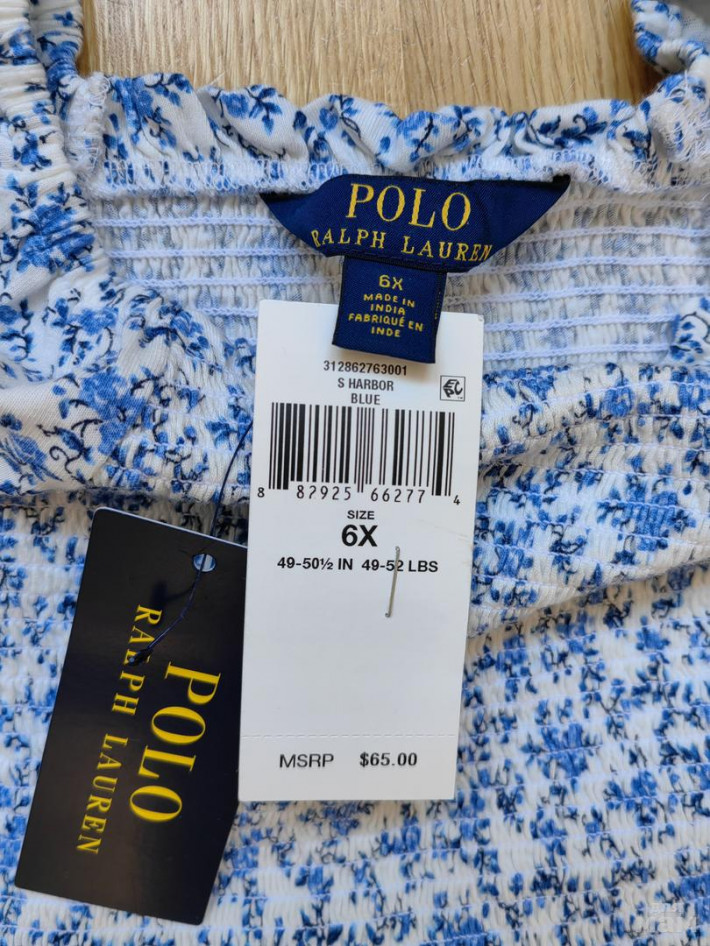 POLO
RALPH LAUREN
6X
MADE IN
INDIA
FABRIQUÉ EN
INDE
312862763001
S HARBOR
BLUE
8 82925 66277 4
SIZE
6X
49-50½ IN 49-52 LBS
MSRP $65.00
POLO
RALPH LAUREN